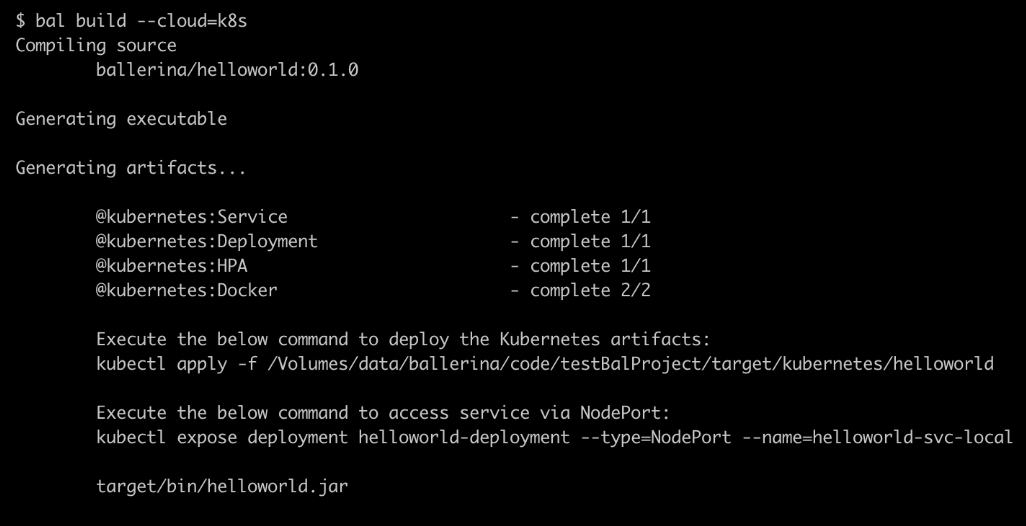 $ bal build --cloud=k8s
Compiling source
ballerina/helloworld:0.1.0
Generating executable
Generating artifacts...
@kubernetes:Service - complete 1/1
@kubernetes:Deployment - complete 1/1
@kubernetes:HPA - complete 1/1
@kubernetes:Docker - complete 2/2
Execute the below command to deploy the Kubernetes artifacts:
kubectl apply -f /Volumes/data/ballerina/code/testBalProject/target/kubernetes/helloworld
Execute the below command to access service via NodePort:
kubectl expose deployment helloworld-deployment --type=NodePort --name=helloworld-svc-local
target/bin/helloworld.jar